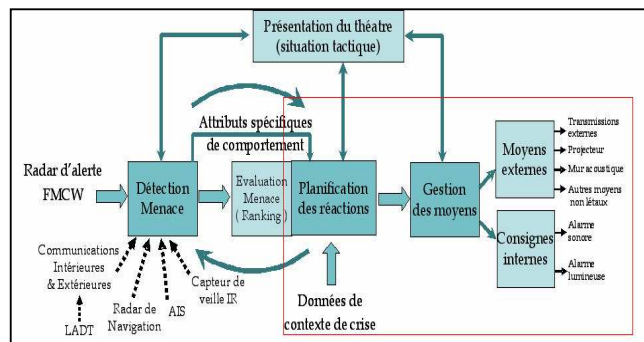 Présentation du théatre
(situation tactique)
Attributs spécifiques
de comportement
Radar d'alerte
FMCW
Détection
Menace
Evaluation
Menace
( Ranking)
Planification
des réactions
Gestion
des moyens
Moyens
externes
Transmissions
externes
Projecteur
Mur acoustique
Autres moyens
non létaux
Consignes
internes
Alarme
sonore
Alarme
lumineuse
Communications
Intérieures
& Extérieures
LADT
Radar de
Navigation
AIS
Capteur de
veille IR
Données de
contexte de crise